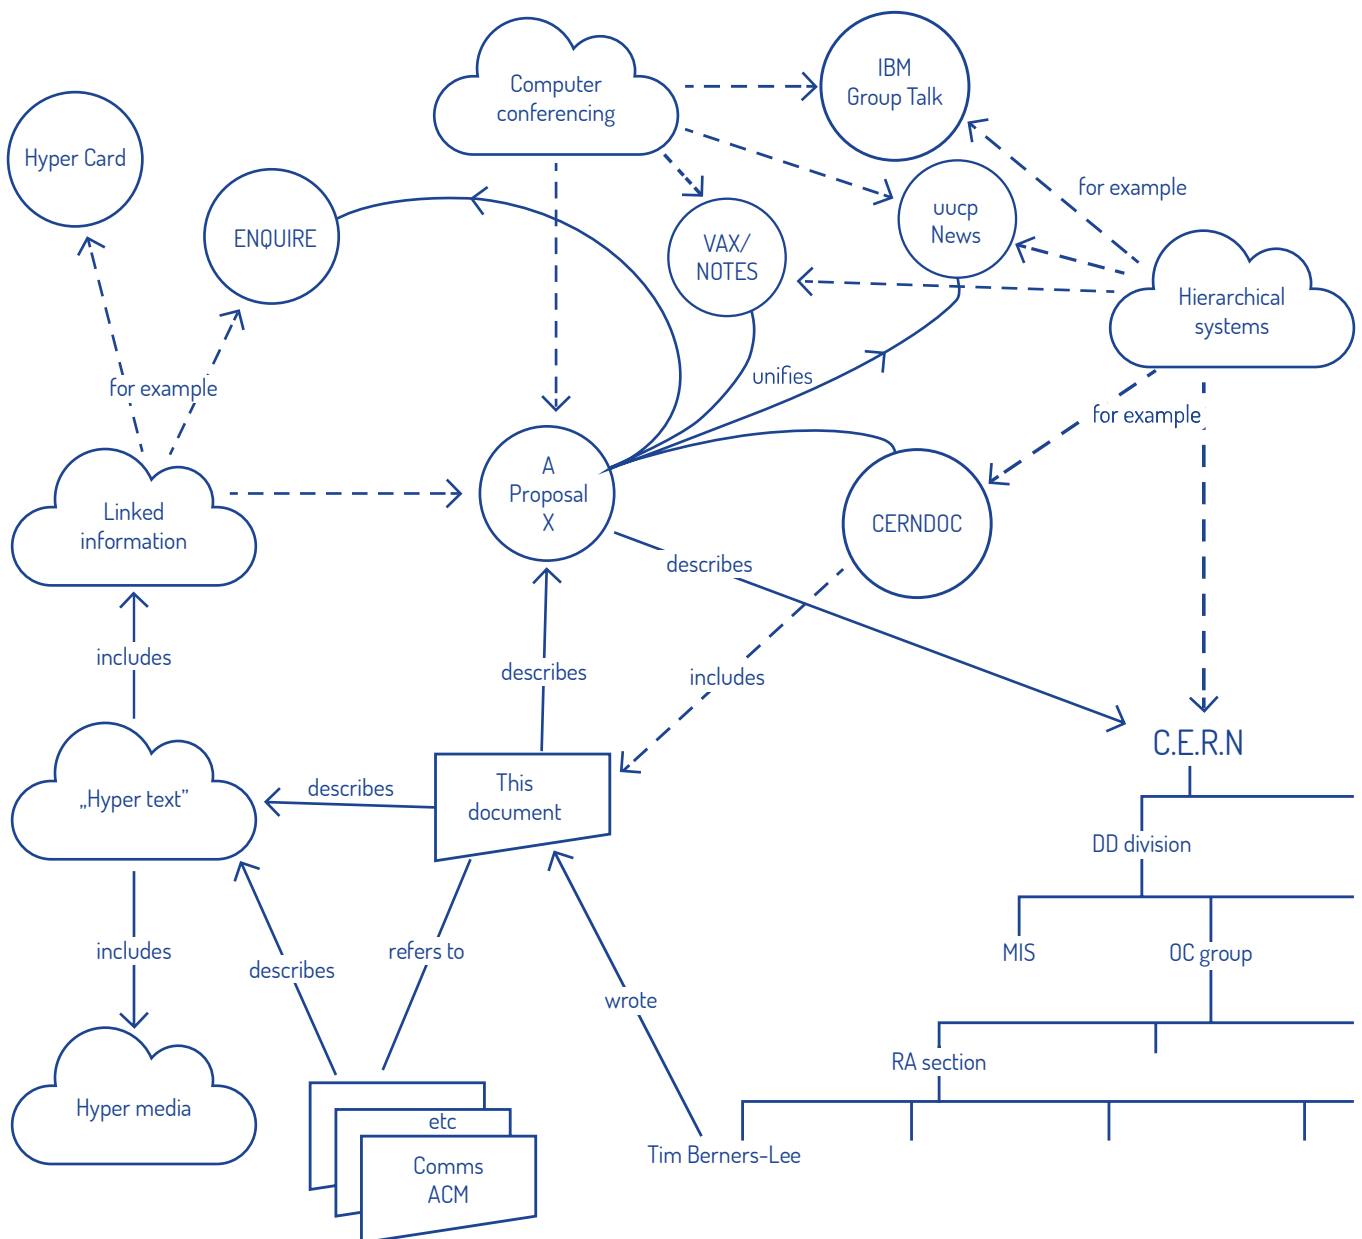 Computer
conferencing
IBM
Group Talk
Hyper Card
ENQUIRE
VAX/
NOTES
uucp
News
for example
Hierarchical
systems
for example
unifies
for example
Linked
information
A
Proposal
X
CERNDOC
describes
includes
describes
includes
C.E.R.N
„Hyper text”
describes
This
document
DD division
includes
describes
refers to
wrote
MIS
OC group
RA section
Hyper media
etc
Comms
ACM
Tim Berners-Lee